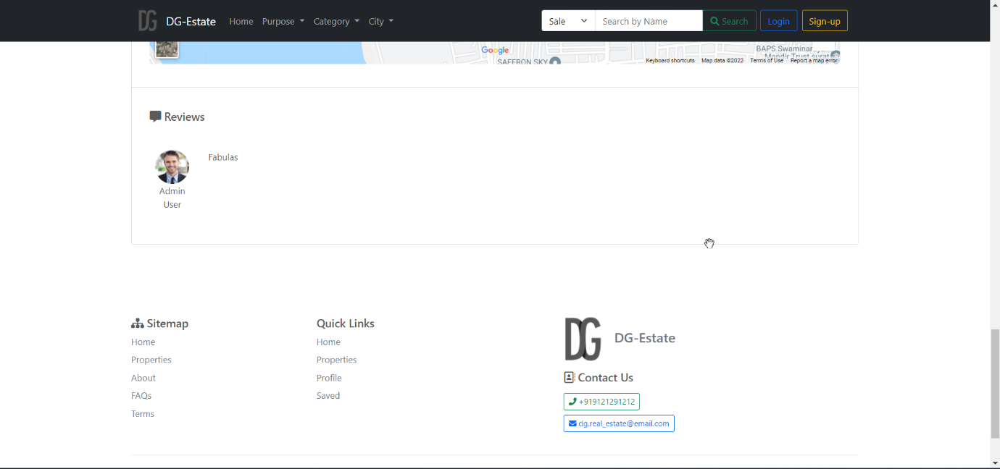 DG DG-Estate Home Purpose Category City Sale Search by Name Search Login Sign-up
BAPS Swaminar
Google
Mandir Trust surat
SAFFRON SKY
Keyboard shortcuts Map data ©2022 Terms of Use Report a map error
Reviews
Fabulas
Admin
User
Sitemap
Home
Properties
About
FAQs
Terms
Quick Links
Home
Properties
Profile
Saved
DG DG-Estate
Contact Us
+919121291212
dg.real_estate@email.com